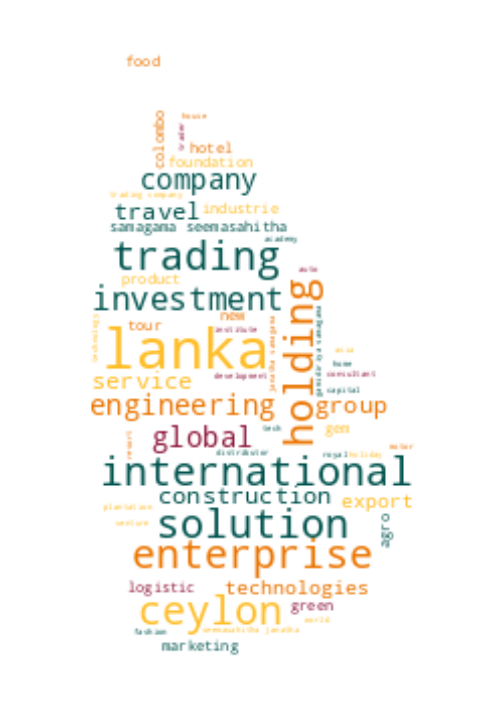 food
colombo
house
trade
hotel
foundation
company
trading company
travel
industrie
samagama
seemasahitha
academy
trading
auto
product
investment
holding
new
tour
institute
technology
janatha samagama
lanka
asia
home
service
development
consultant
capital
engineering
group
gem
tech
global
motor
resort
distributor
royal
holiday
international
construction
export
plantation
solution
venture
agro
enterprise
logistic
technologies
ceylon
green
world
fashion
seemasahitha janatha
marketing